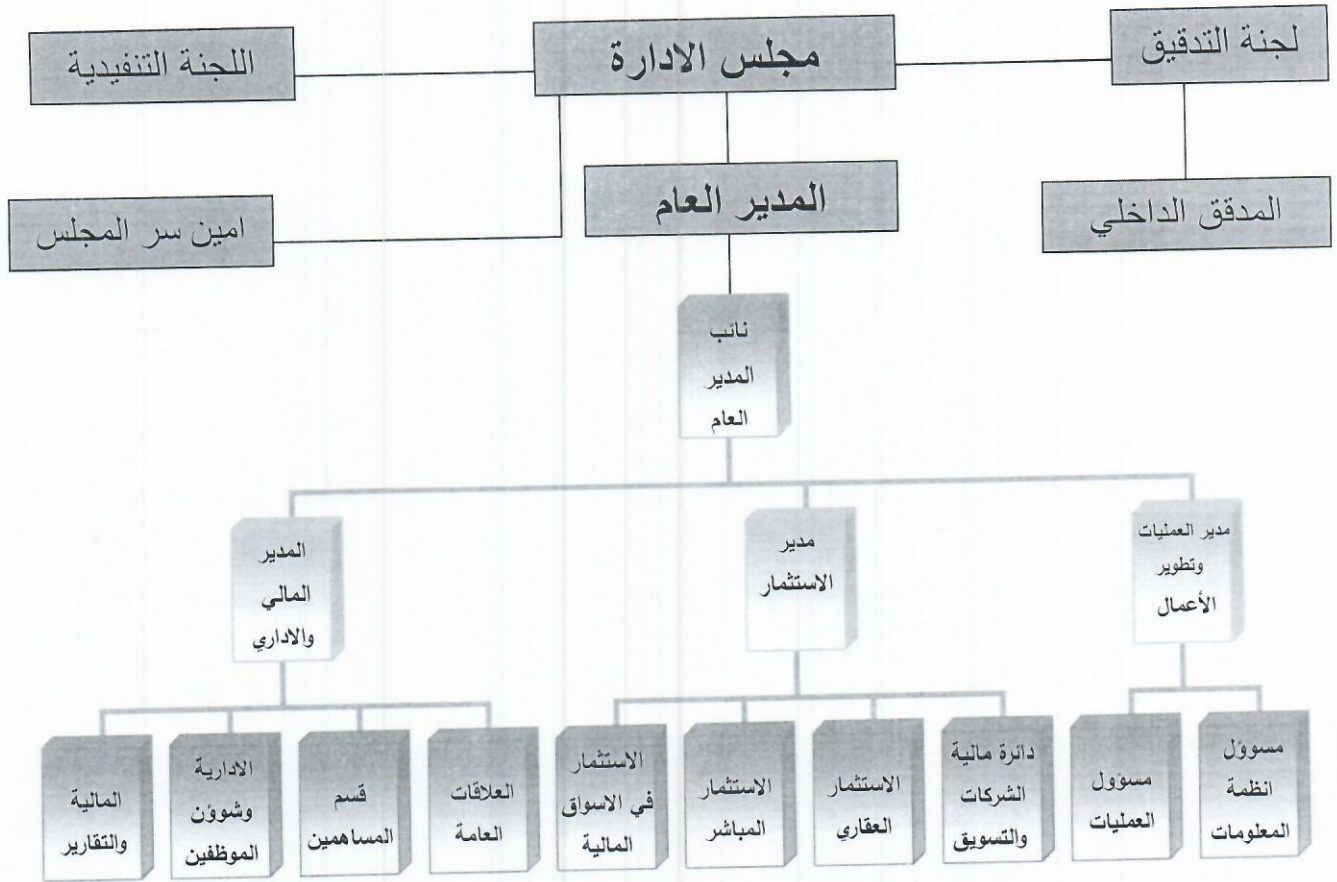 لجنة التدقيق
مجلس الادارة
اللجنة التنفيدية
المدقق الداخلي
المدير العام
امين سر المجلس
نائب
المدير
العام
مدير العمليات
وتطوير
الأعمال
مدير
الاستثمار
المدير
المالي
والاداري
مسوول
انظمة
المعلومات
مسؤول
العمليات
دائرة مالية
الشركات
والتسويق
الاستثمار
العقاري
الاستثمار
المباشر
الاستثمار
في الاسواق
المالية
العلاقات
العامة
قسم
المساهمين
الادارية
وشوون
الموظفين
المالية
والتقارير